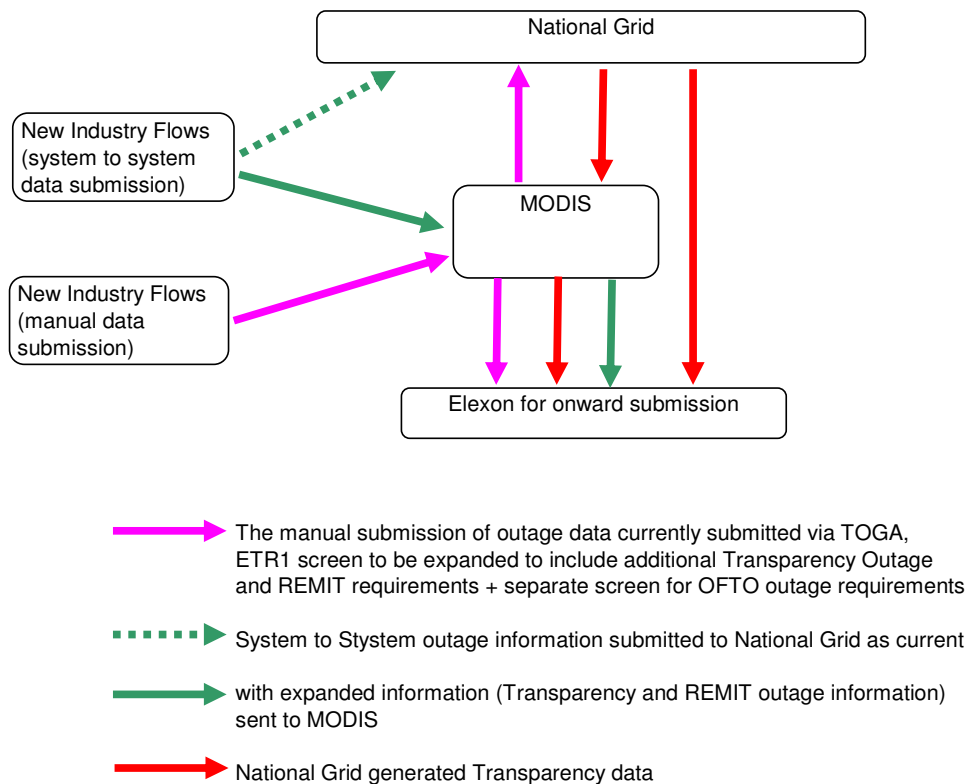 National Grid
New Industry Flows
(system to system
data submission)
MODIS
New Industry Flows
(manual data
submission)
Elexon for onward submission
The manual submission of outage data currently submitted via TOGA,
ETR1 screen to be expanded to include additional Transparency Outage
and REMIT requirements + separate screen for OFTO outage requirements
System to Stystem outage information submitted to National Grid as current
with expanded information (Transparency and REMIT outage information)
sent to MODIS
National Grid generated Transparency data